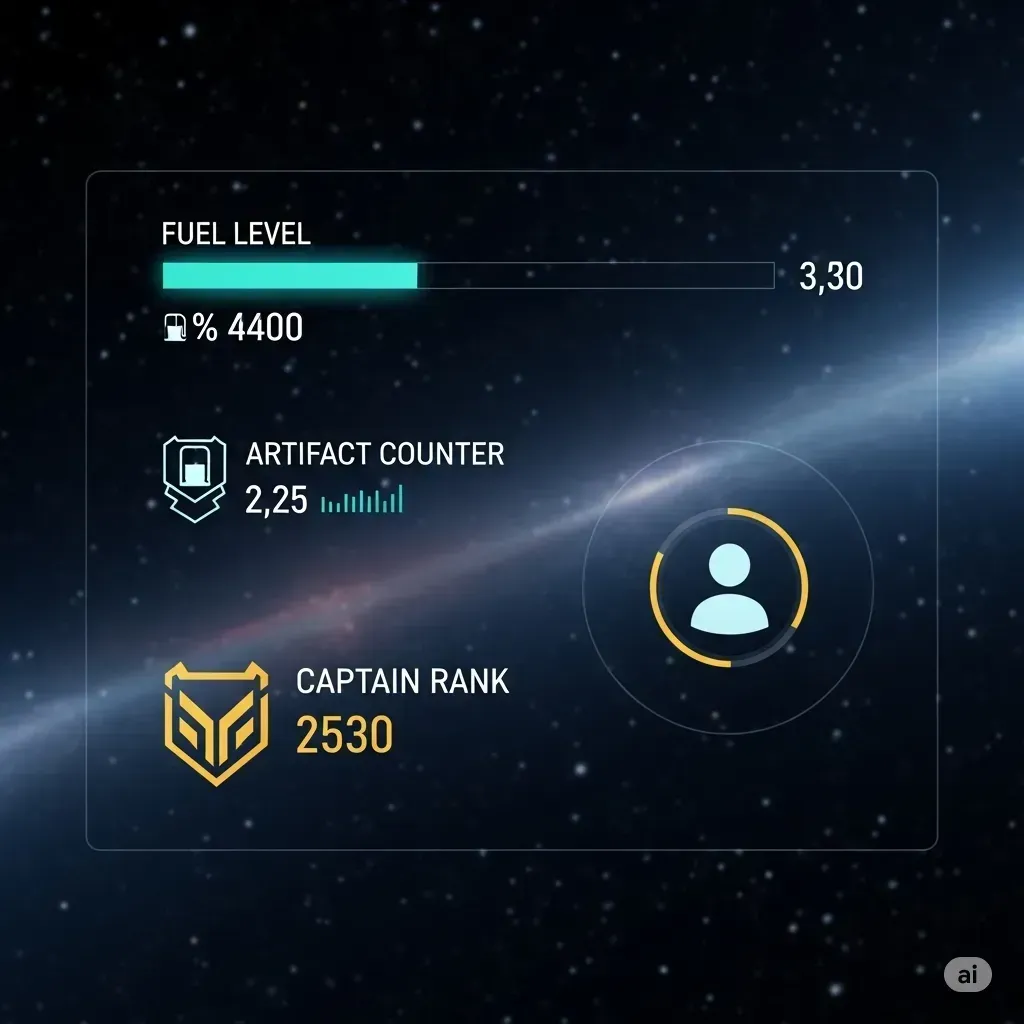 FUEL LEVEL
3,30
% 4400
ARTIFACT COUNTER
2,25
CAPTAIN RANK
2530
ai